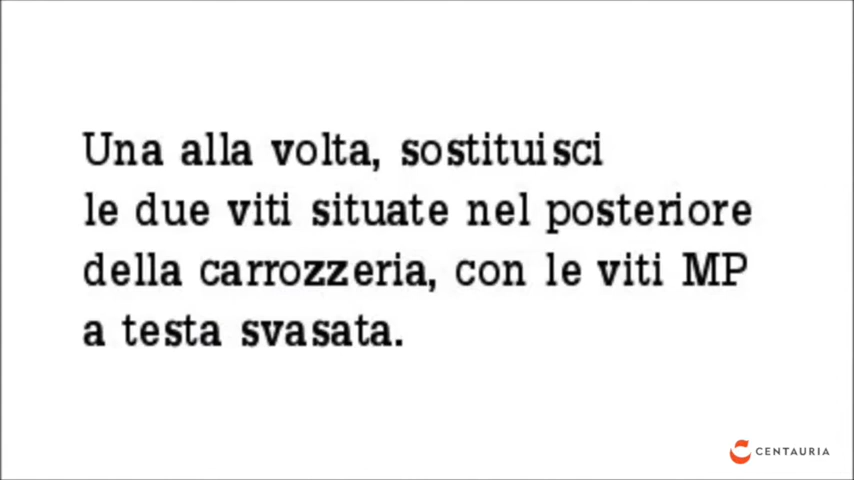 Una alla volta, sostituisci
le due viti situate nel posteriore
della carrozzeria, con le viti MP
a testa svasata.
CENTAURIA